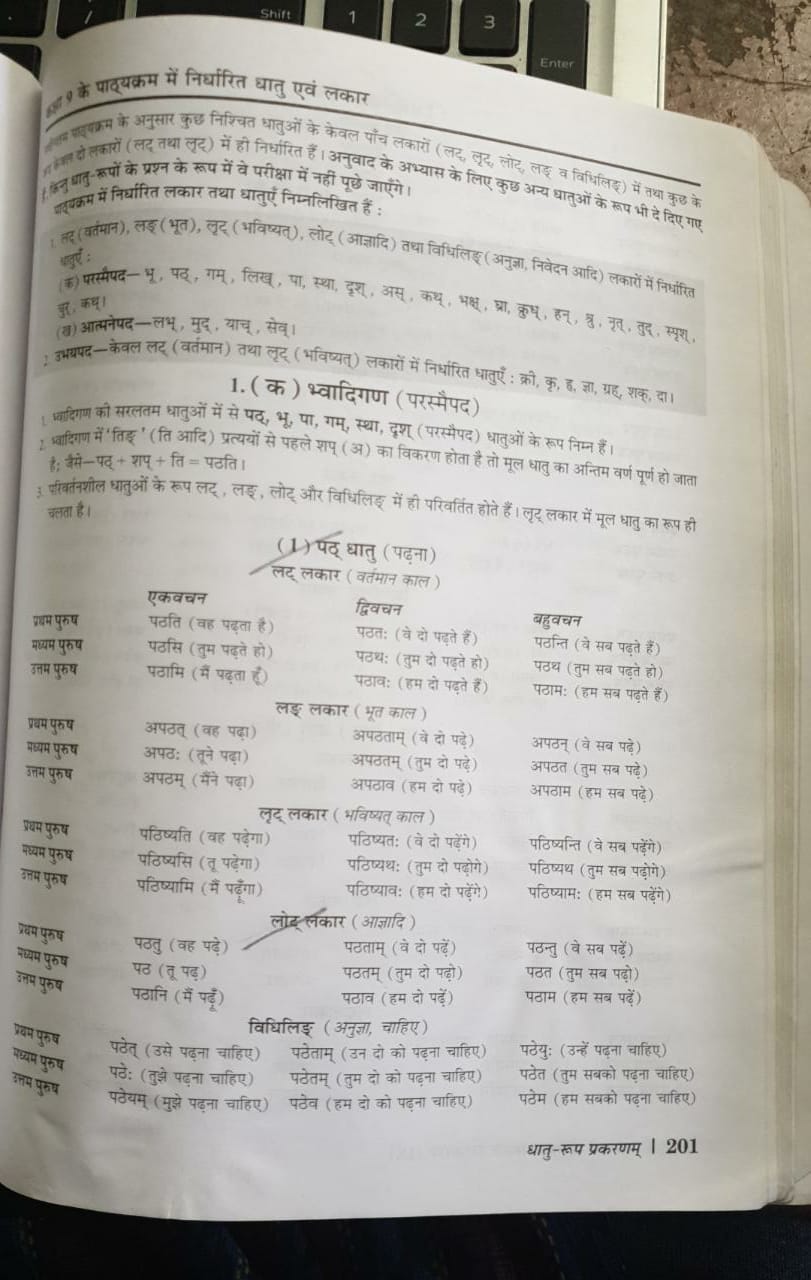 Shift
1 2 3
Enter
कक्षा 9 के पाठ्यक्रम में निर्धारित धातु एवं लकार
पाठ्यक्रम के अनुसार कुछ निश्चित धातुओं के केवल पाँच लकारों (लट्, लृट्, लोट्, लङ् व विधिलिङ्) में तथा कुछ के
केवल दो लकारों (लट् तथा लृट्) में ही निर्धारित हैं। अनुवाद के अभ्यास के लिए कुछ अन्य धातुओं के रूप भी दे दिए गए
हैं, किन्तु धातु-रूपों के प्रश्न के रूप में वे परीक्षा में नहीं पूछे जाएँगे।
पाठ्यक्रम में निर्धारित लकार तथा धातुएँ निम्नलिखित हैं :
1. लट् (वर्तमान), लङ् (भूत), लृट् (भविष्यत्), लोट् (आज्ञादि) तथा विधिलिङ् (अनुज्ञा, निवेदन आदि) लकारों में निर्धारित
धातुएँ :
(क) परस्मैपद—भू, पठ्, गम्, लिख्, पा, स्था, दृश्, अस्, कथ्, भक्ष्, घ्रा, क्रुध्, हन्, श्रु, नृत्, तुद्, स्पृश्,
चुर्, कथ्।
(ख) आत्मनेपद—लभ्, मुद्, याच्, सेव्।
2. उभयपद—केवल लट् (वर्तमान) तथा लृट् (भविष्यत्) लकारों में निर्धारित धातुएँ : क्री, कृ, हृ, ज्ञा, ग्रह्, शक्, दा।
1. (क) भ्वादिगण (परस्मैपद)
1. भ्वादिगण की सरलतम धातुओं में से पठ्, भू, पा, गम्, स्था, दृश् (परस्मैपद) धातुओं के रूप निम्न हैं।
2. भ्वादिगण में 'तिङ्' (ति आदि) प्रत्ययों से पहले शप् (अ) का विकरण होता है तो मूल धातु का अन्तिम वर्ण पूर्ण हो जाता
है; जैसे—पठ् + शप् + ति = पठति।
3. परिवर्तनशील धातुओं के रूप लट्, लङ्, लोट् और विधिलिङ् में ही परिवर्तित होते हैं। लृट् लकार में मूल धातु का रूप ही
चलता है।
(1) पठ् धातु (पढ़ना)
लट् लकार (वर्तमान काल)
एकवचन द्विवचन बहुवचन
प्रथम पुरुष पठति (वह पढ़ता है) पठतः (वे दो पढ़ते हैं) पठन्ति (वे सब पढ़ते हैं)
मध्यम पुरुष पठसि (तुम पढ़ते हो) पठथः (तुम दो पढ़ते हो) पठथ (तुम सब पढ़ते हो)
उत्तम पुरुष पठामि (मैं पढ़ता हूँ) पठावः (हम दो पढ़ते हैं) पठामः (हम सब पढ़ते हैं)
लङ् लकार (भूत काल)
प्रथम पुरुष अपठत् (वह पढ़ा) अपठताम् (वे दो पढ़े) अपठन् (वे सब पढ़े)
मध्यम पुरुष अपठः (तूने पढ़ा) अपठतम् (तुम दो पढ़े) अपठत (तुम सब पढ़े)
उत्तम पुरुष अपठम् (मैंने पढ़ा) अपठाव (हम दो पढ़े) अपठाम (हम सब पढ़े)
लृट् लकार (भविष्यत् काल)
प्रथम पुरुष पठिष्यति (वह पढ़ेगा) पठिष्यतः (वे दो पढ़ेंगे) पठिष्यन्ति (वे सब पढ़ेंगे)
मध्यम पुरुष पठिष्यसि (तू पढ़ेगा) पठिष्यथः (तुम दो पढ़ोगे) पठिष्यथ (तुम सब पढ़ोगे)
उत्तम पुरुष पठिष्यामि (मैं पढ़ूँगा) पठिष्यावः (हम दो पढ़ेंगे) पठिष्यामः (हम सब पढ़ेंगे)
लोट् लकार (आज्ञादि)
प्रथम पुरुष पठतु (वह पढ़े) पठताम् (वे दो पढ़ें) पठन्तु (वे सब पढ़ें)
मध्यम पुरुष पठ (तू पढ़) पठतम् (तुम दो पढ़ो) पठत (तुम सब पढ़ो)
उत्तम पुरुष पठानि (मैं पढ़ूँ) पठाव (हम दो पढ़ें) पठाम (हम सब पढ़ें)
विधिलिङ् (अनुज्ञा, चाहिए)
प्रथम पुरुष पठेत् (उसे पढ़ना चाहिए) पठेताम् (उन दो को पढ़ना चाहिए) पठेयुः (उन्हें पढ़ना चाहिए)
मध्यम पुरुष पठेः (तुझे पढ़ना चाहिए) पठेतम् (तुम दो को पढ़ना चाहिए) पठेत (तुम सबको पढ़ना चाहिए)
उत्तम पुरुष पठेयम् (मुझे पढ़ना चाहिए) पठेव (हम दो को पढ़ना चाहिए) पठेम (हम सबको पढ़ना चाहिए)
धातु-रूप प्रकरणम् | 201